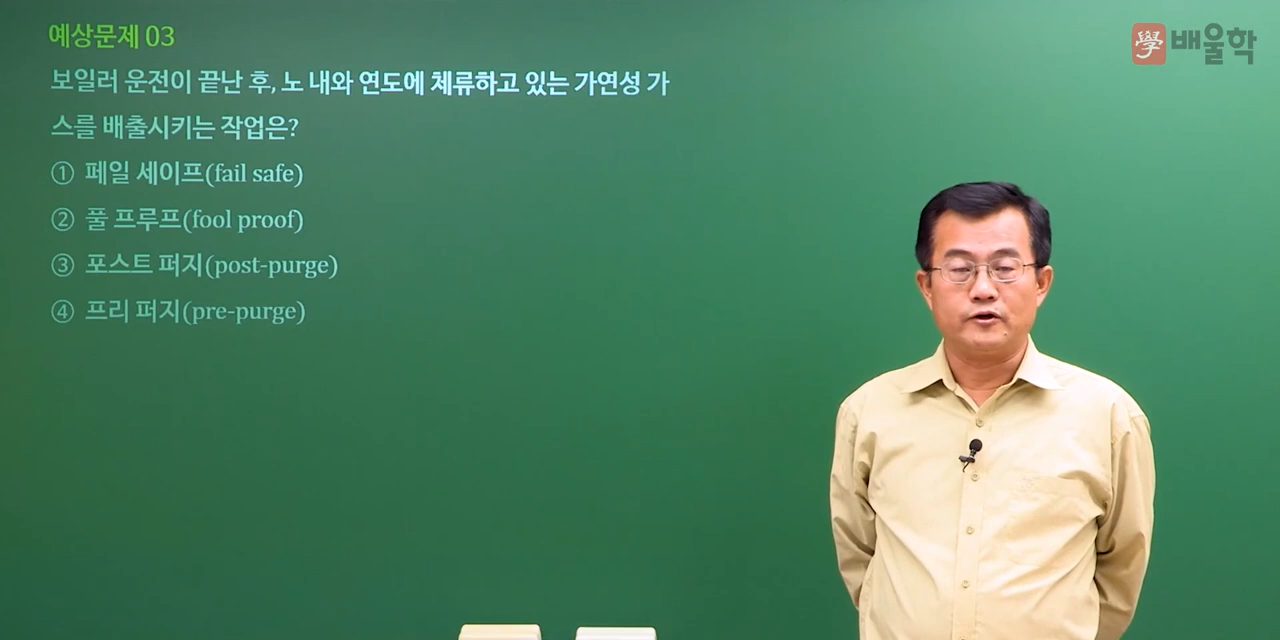 예상문제 03
學 배울학
보일러 운전이 끝난 후, 노 내와 연도에 체류하고 있는 가연성 가
스를 배출시키는 작업은?
① 페일 세이프(fail safe)
② 풀 프루프(fool proof)
③ 포스트 퍼지(post-purge)
④ 프리 퍼지(pre-purge)